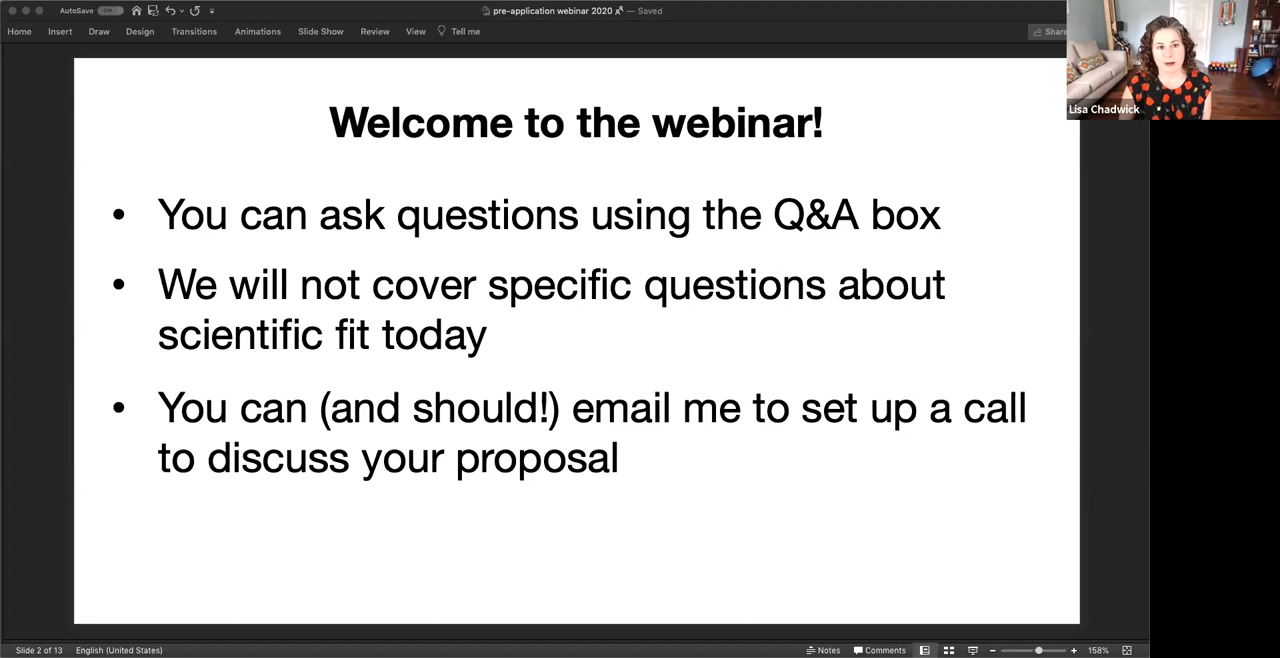 AutoSave
pre-application webinar 2020 — Saved
Home Insert Draw Design Transitions Animations Slide Show Review View Tell me
Share
Lisa Chadwick
Welcome to the webinar!
• You can ask questions using the Q&A box
• We will not cover specific questions about
scientific fit today
• You can (and should!) email me to set up a call
to discuss your proposal
Slide 2 of 13 English (United States)
Notes Comments 158%